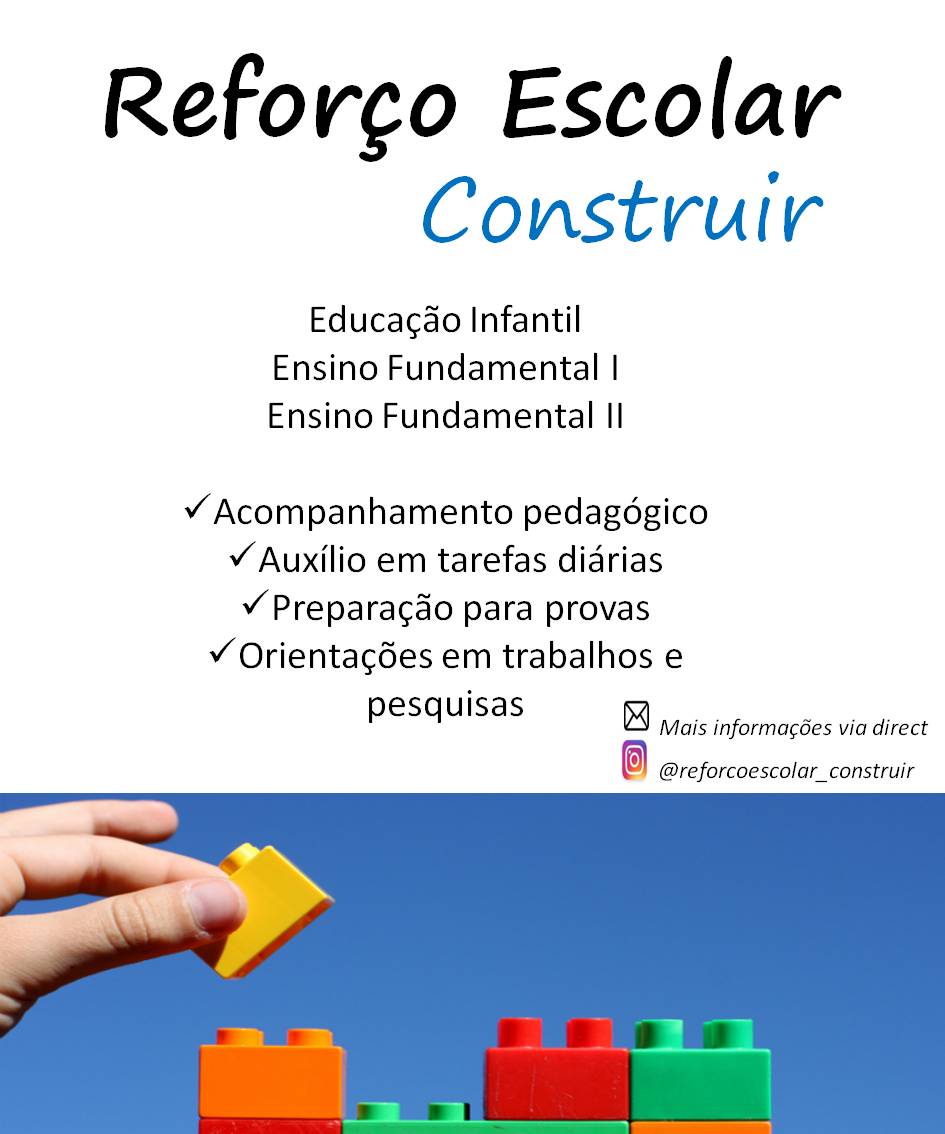 Reforço Escolar
Construir
Educação Infantil
Ensino Fundamental I
Ensino Fundamental II
✓Acompanhamento pedagógico
✓Auxílio em tarefas diárias
✓Preparação para provas
✓Orientações em trabalhos e
pesquisas
Mais informações via direct
@reforcoescolar_construir